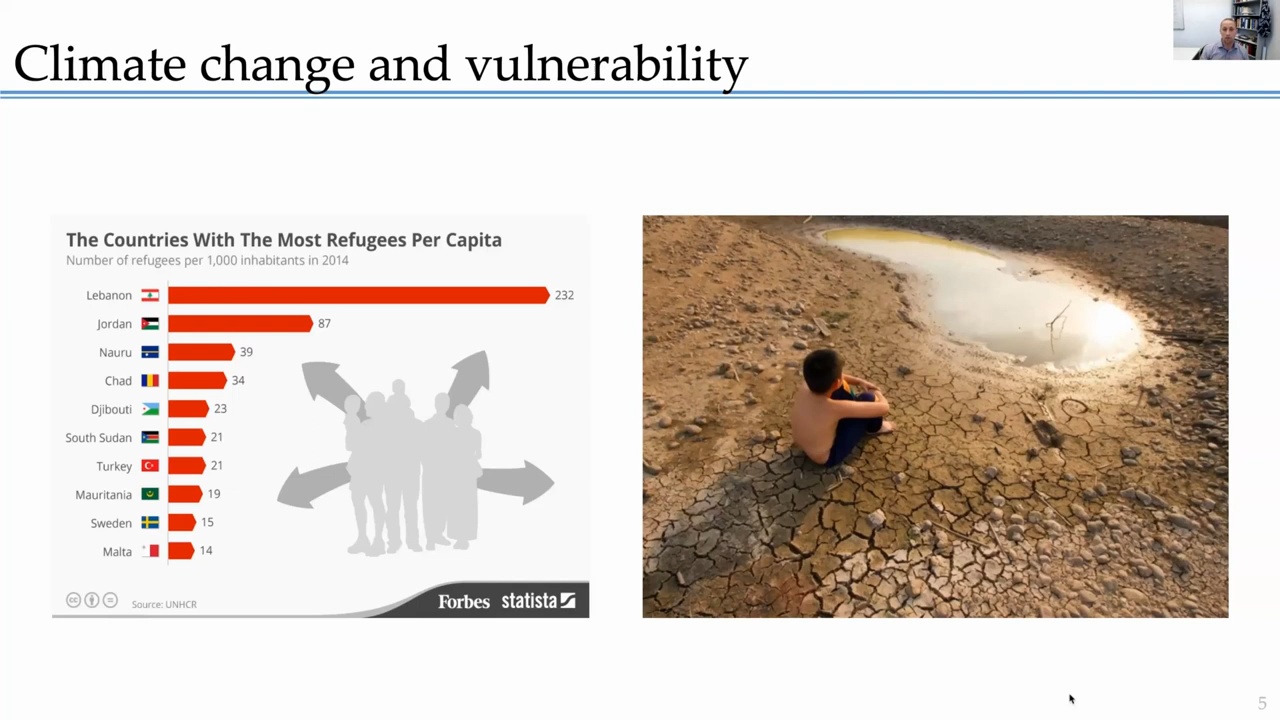 Climate change and vulnerability
The Countries With The Most Refugees Per Capita
Number of refugees per 1,000 inhabitants in 2014
Lebanon 232
Jordan 87
Nauru 39
Chad 34
Djibouti 23
South Sudan 21
Turkey 21
Mauritania 19
Sweden 15
Malta 14
cc
Source: UNHCR
Forbes statista
5